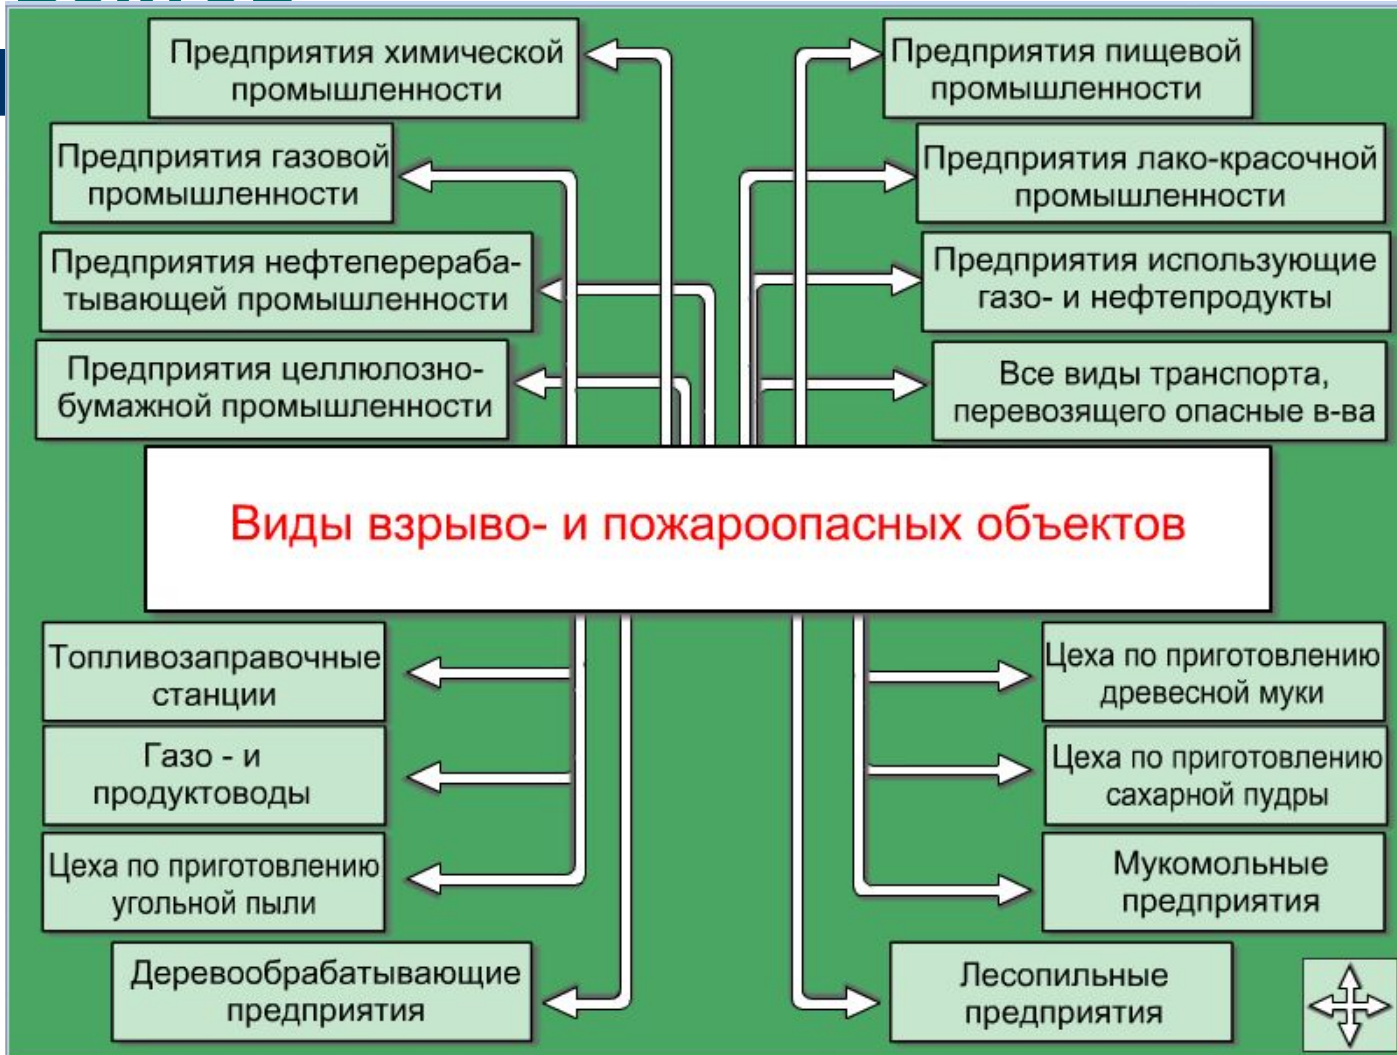 Предприятия химической
промышленности
Предприятия пищевой
промышленности
Предприятия газовой
промышленности
Предприятия лако-красочной
промышленности
Предприятия нефтеперераба-
тывающей промышленности
Предприятия использующие
газо- и нефтепродукты
Предприятия целлюлозно-
бумажной промышленности
Все виды транспорта,
перевозящего опасные в-ва
Виды взрыво- и пожароопасных объектов
Топливозаправочные
станции
Цеха по приготовлению
древесной муки
Газо - и
продуктоводы
Цеха по приготовлению
сахарной пудры
Цеха по приготовлению
угольной пыли
Мукомольные
предприятия
Деревообрабатывающие
предприятия
Лесопильные
предприятия